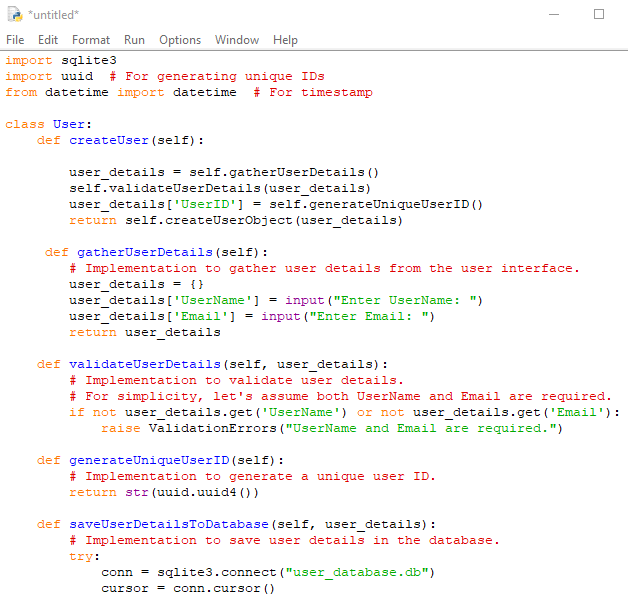 *untitled*
File Edit Format Run Options Window Help
import sqlite3
import uuid  # For generating unique IDs
from datetime import datetime  # For timestamp

class User:
    def createUser(self):

        user_details = self.gatherUserDetails()
        self.validateUserDetails(user_details)
        user_details['UserID'] = self.generateUniqueUserID()
        return self.createUserObject(user_details)

     def gatherUserDetails(self):
        # Implementation to gather user details from the user interface.
        user_details = {}
        user_details['UserName'] = input("Enter UserName: ")
        user_details['Email'] = input("Enter Email: ")
        return user_details

    def validateUserDetails(self, user_details):
        # Implementation to validate user details.
        # For simplicity, let's assume both UserName and Email are required.
        if not user_details.get('UserName') or not user_details.get('Email'):
            raise ValidationErrors("UserName and Email are required.")

    def generateUniqueUserID(self):
        # Implementation to generate a unique user ID.
        return str(uuid.uuid4())

    def saveUserDetailsToDatabase(self, user_details):
        # Implementation to save user details in the database.
        try:
            conn = sqlite3.connect("user_database.db")
            cursor = conn.cursor()